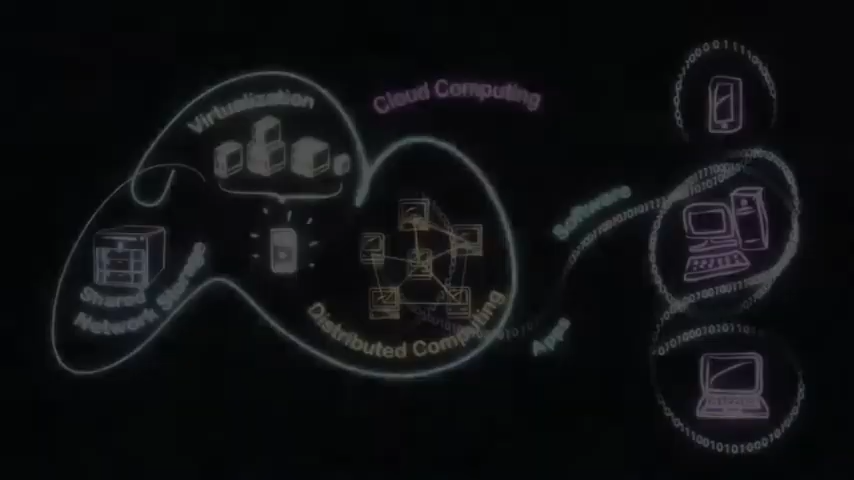 Virtualization
Cloud Computing
Shared
Network Storage
Distributed Computing
Software
Apps